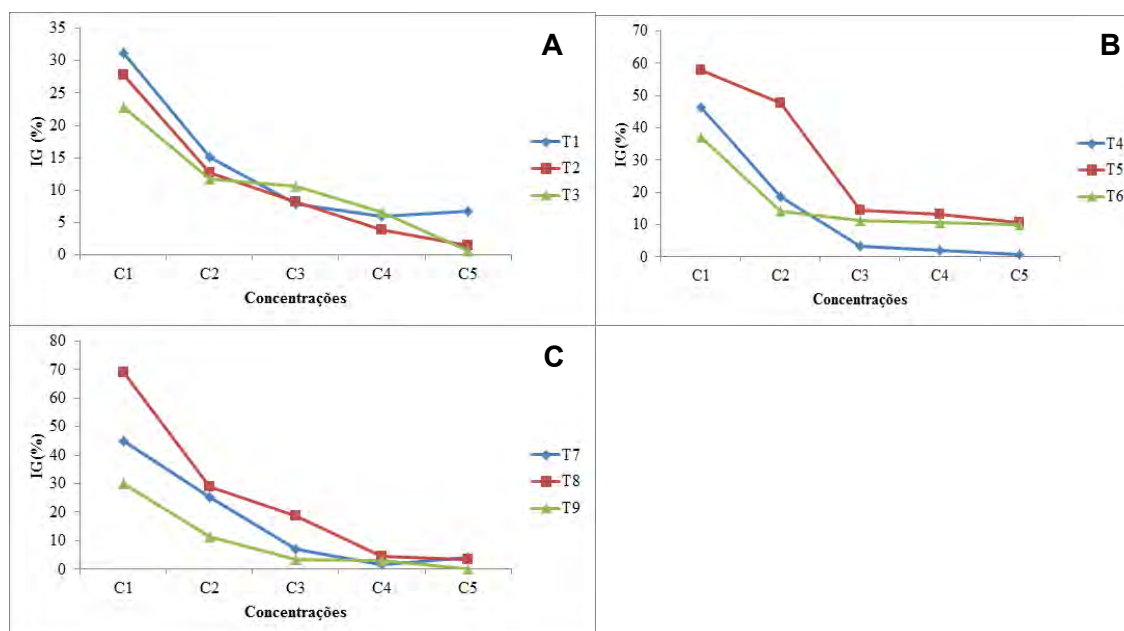 A
IG (%)
35
30
25
20
15
10
5
0
C1 C2 C3 C4 C5
Concentrações
T1
T2
T3
B
IG(%)
70
60
50
40
30
20
10
0
C1 C2 C3 C4 C5
Concentrações
T4
T5
T6
C
IG(%)
80
70
60
50
40
30
20
10
0
C1 C2 C3 C4 C5
Concentrações
T7
T8
T9